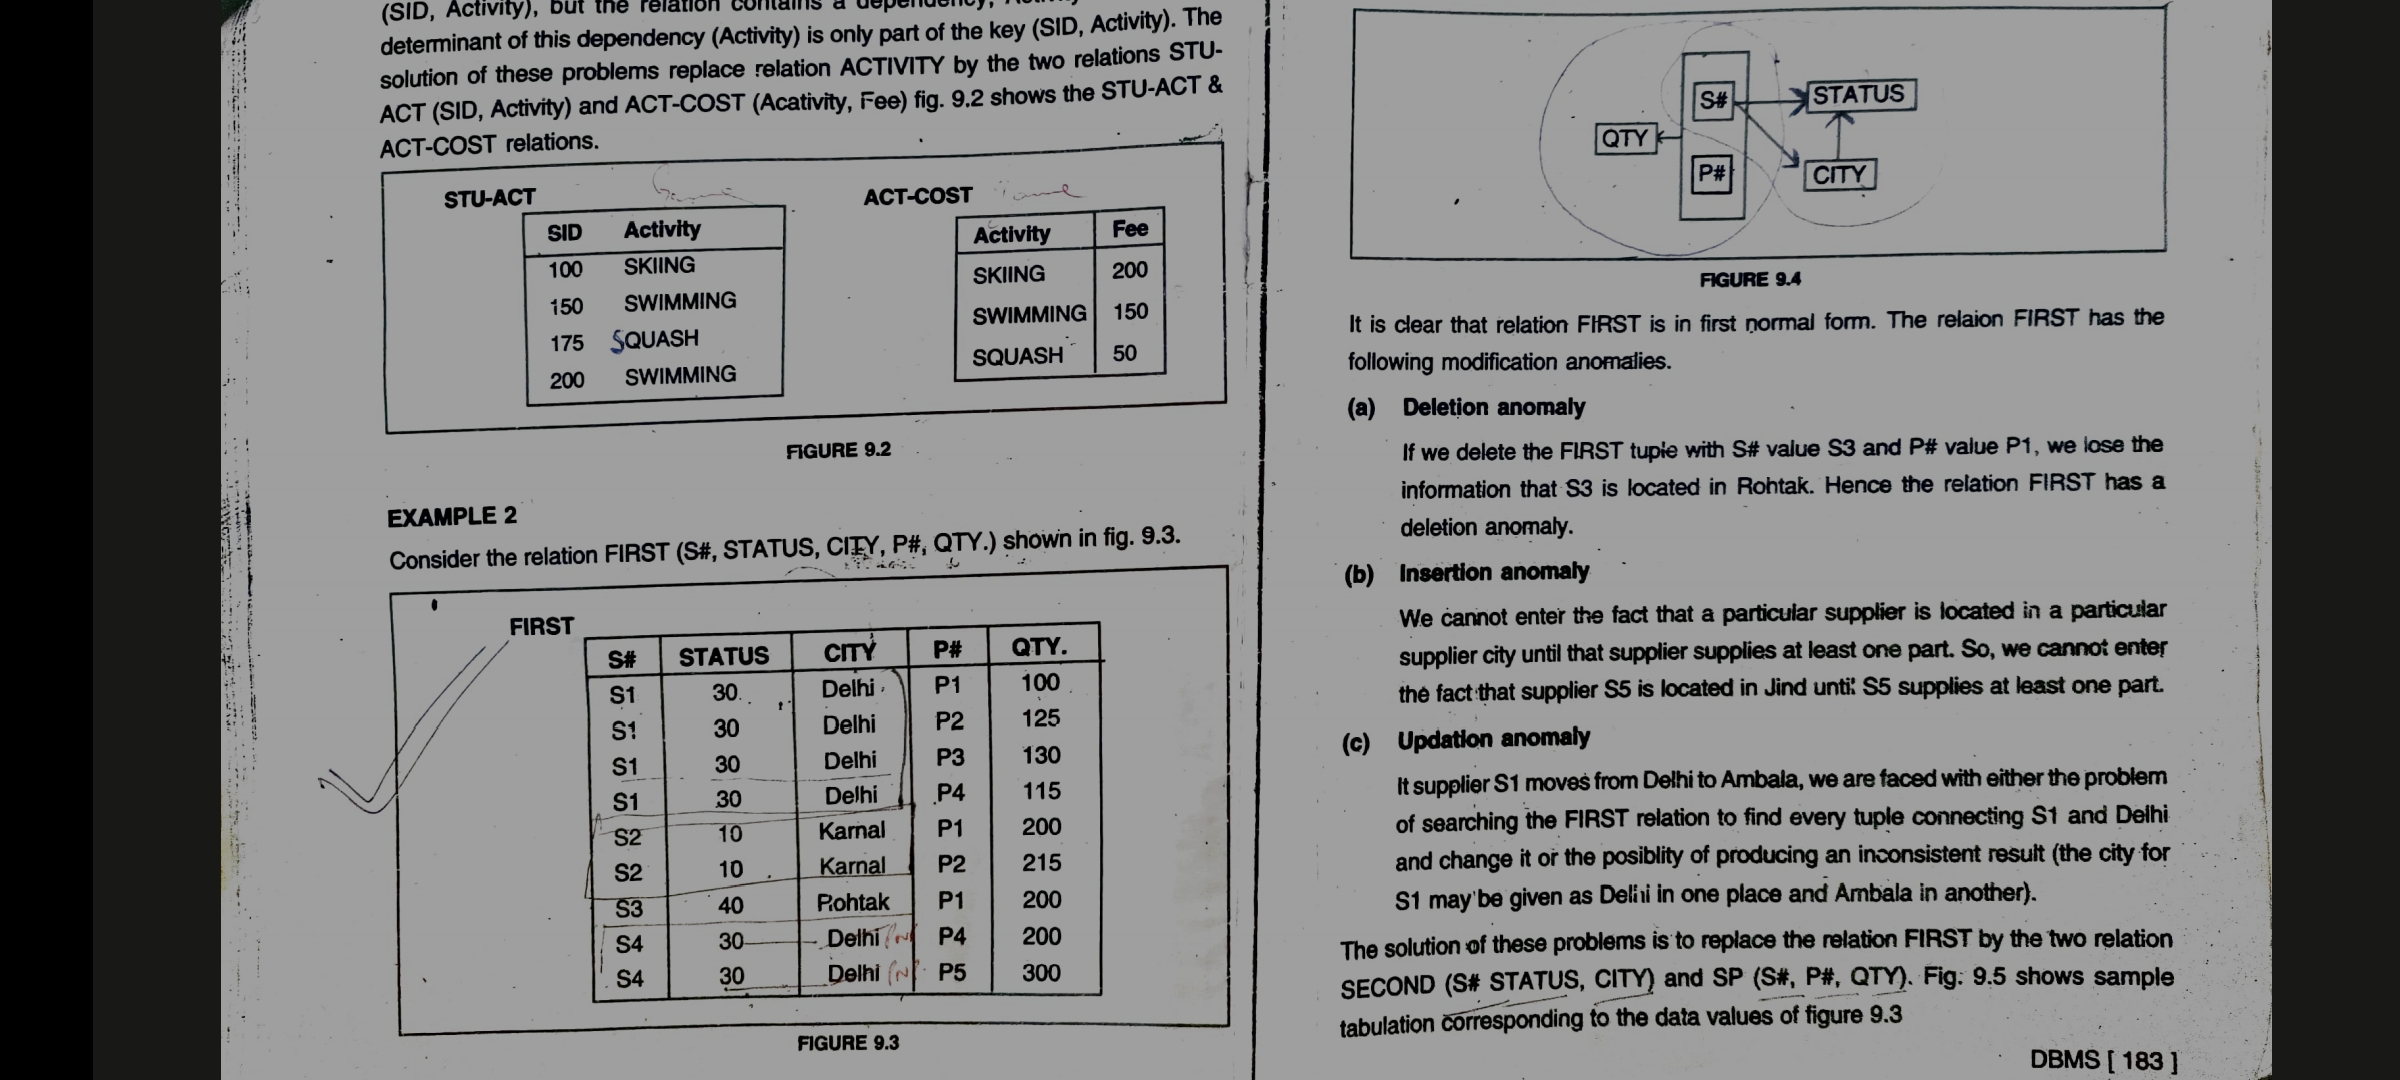 (SID, Activity), but the relation contains a dependency,
determinant of this dependency (Activity) is only part of the key (SID, Activity). The
solution of these problems replace relation ACTIVITY by the two relations STU-
ACT (SID, Activity) and ACT-COST (Acativity, Fee) fig. 9.2 shows the STU-ACT &
ACT-COST relations.
STU-ACT
SID Activity
100 SKIING
150 SWIMMING
175 SQUASH
200 SWIMMING
ACT-COST
Activity Fee
SKIING 200
SWIMMING 150
SQUASH 50
FIGURE 9.2
EXAMPLE 2
Consider the relation FIRST (S#, STATUS, CITY, P#, QTY.) shown in fig. 9.3.
FIRST
S# STATUS CITY P# QTY.
S1 30 Delhi P1 100
S1 30 Delhi P2 125
S1 30 Delhi P3 130
S1 30 Delhi P4 115
S2 10 Karnal P1 200
S2 10 Karnal P2 215
S3 40 Rohtak P1 200
S4 30 Delhi P4 200
S4 30 Delhi P5 300
FIGURE 9.3
S# STATUS
QTY
P# CITY
FIGURE 9.4
It is clear that relation FIRST is in first normal form. The relaion FIRST has the
following modification anomalies.
(a) Deletion anomaly
If we delete the FIRST tuple with S# value S3 and P# value P1, we lose the
information that S3 is located in Rohtak. Hence the relation FIRST has a
deletion anomaly.
(b) Insertion anomaly
We cannot enter the fact that a particular supplier is located in a particular
supplier city until that supplier supplies at least one part. So, we cannot enter
the fact that supplier S5 is located in Jind until S5 supplies at least one part.
(c) Updation anomaly
It supplier S1 moves from Delhi to Ambala, we are faced with either the problem
of searching the FIRST relation to find every tuple connecting S1 and Delhi
and change it or the posiblity of producing an inconsistent result (the city for
S1 may be given as Delhi in one place and Ambala in another).
The solution of these problems is to replace the relation FIRST by the two relation
SECOND (S# STATUS, CITY) and SP (S#, P#, QTY). Fig. 9.5 shows sample
tabulation corresponding to the data values of figure 9.3
DBMS [ 183 ]